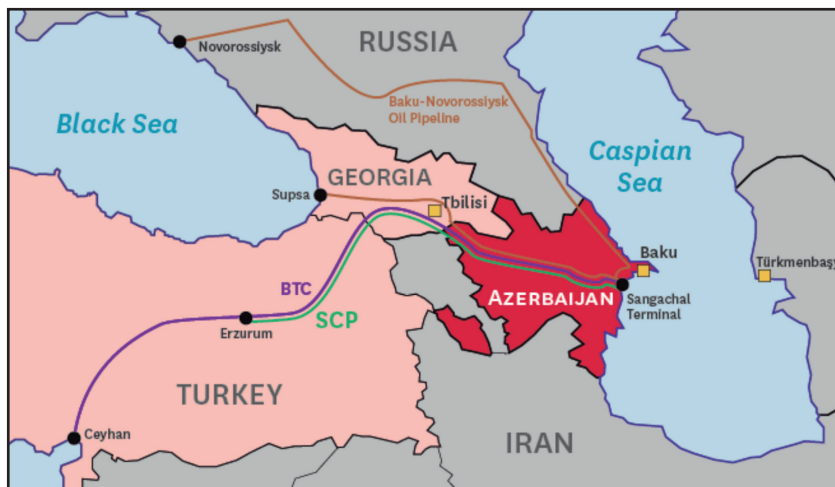 Novorossiysk
RUSSIA
Baku-Novorossiysk
Oil Pipeline
Black Sea
Caspian
Sea
GEORGIA
Supsa
Tbilisi
Baku
Türkmenbaşy
AZERBAIJAN
Sangachal
Terminal
BTC
SCP
Erzurum
TURKEY
Ceyhan
IRAN